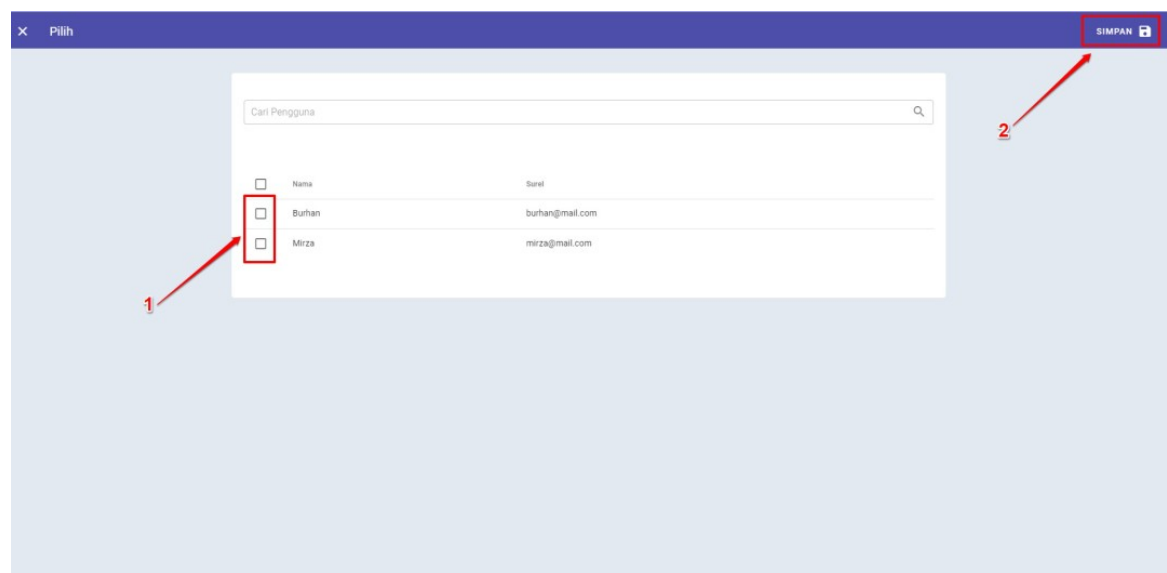 Pilih
SIMPAN
2
Cari Pengguna
Nama Surel
Burhan burhan@mail.com
Mirza mirza@mail.com
1